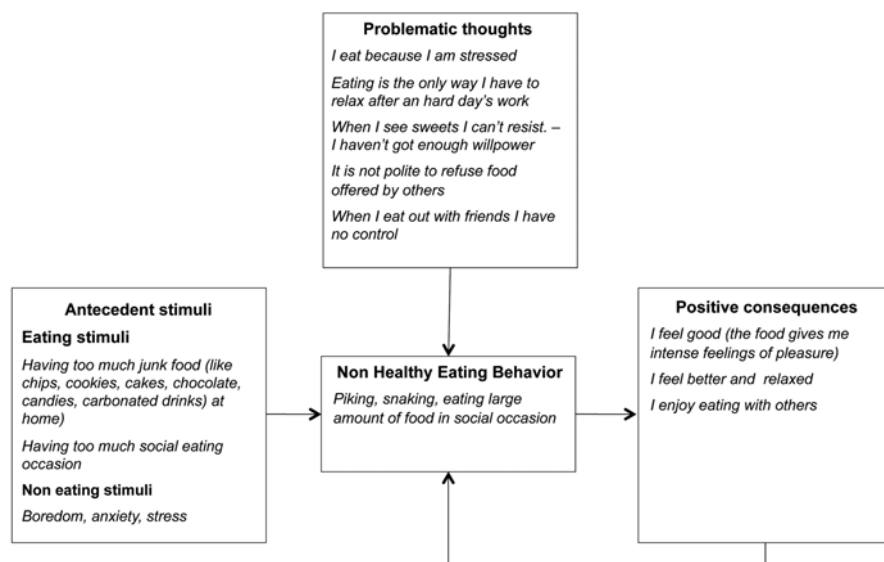 Problematic thoughts
I eat because I am stressed
Eating is the only way I have to
relax after an hard day's work
When I see sweets I can't resist. –
I haven't got enough willpower
It is not polite to refuse food
offered by others
When I eat out with friends I have
no control
Antecedent stimuli
Eating stimuli
Having too much junk food (like
chips, cookies, cakes, chocolate,
candies, carbonated drinks) at
home)
Having too much social eating
occasion
Non eating stimuli
Boredom, anxiety, stress
Non Healthy Eating Behavior
Piking, snaking, eating large
amount of food in social occasion
Positive consequences
I feel good (the food gives me
intense feelings of pleasure)
I feel better and relaxed
I enjoy eating with others